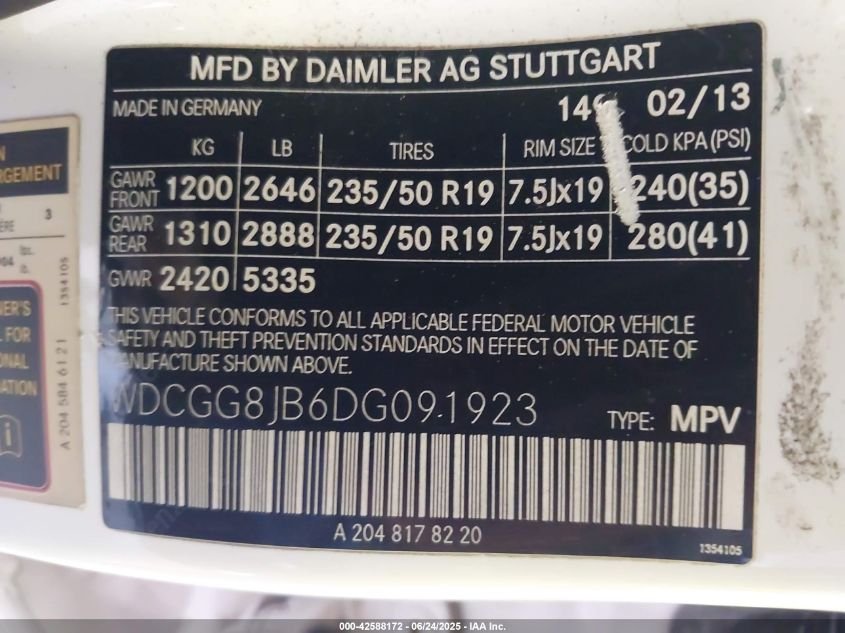 MFD BY DAIMLER AG STUTTGART
MADE IN GERMANY 02/13
KG LB TIRES RIM SIZE COLD KPA (PSI)
GAWR FRONT 1200 2646 235/50 R19 7.5Jx19 240(35)
GAWR REAR 1310 2888 235/50 R19 7.5Jx19 280(41)
GVWR 2420 5335
THIS VEHICLE CONFORMS TO ALL APPLICABLE FEDERAL MOTOR VEHICLE
SAFETY AND THEFT PREVENTION STANDARDS IN EFFECT ON THE DATE OF
MANUFACTURE SHOWN ABOVE.
WDCGG8JB6DG091923 TYPE: MPV
A 204 817 82 20
1354105
3
1354105
A 204 584 61 21
FOR
000-42588172 - 06/24/2025 - IAA Inc.